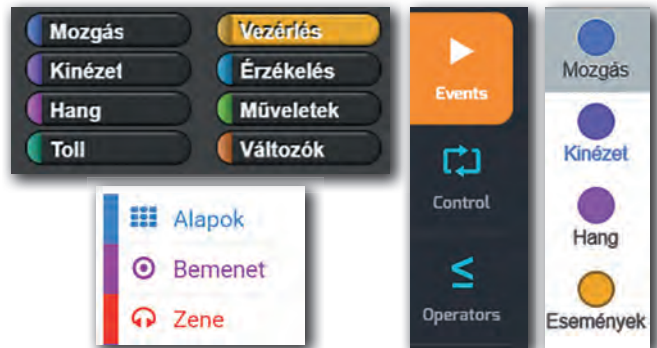 Mozgás
Vezérlés
Kinézet
Érzékelés
Hang
Műveletek
Toll
Változók
Alapok
Bemenet
Zene
Events
Control
Operators
Mozgás
Kinézet
Hang
Események